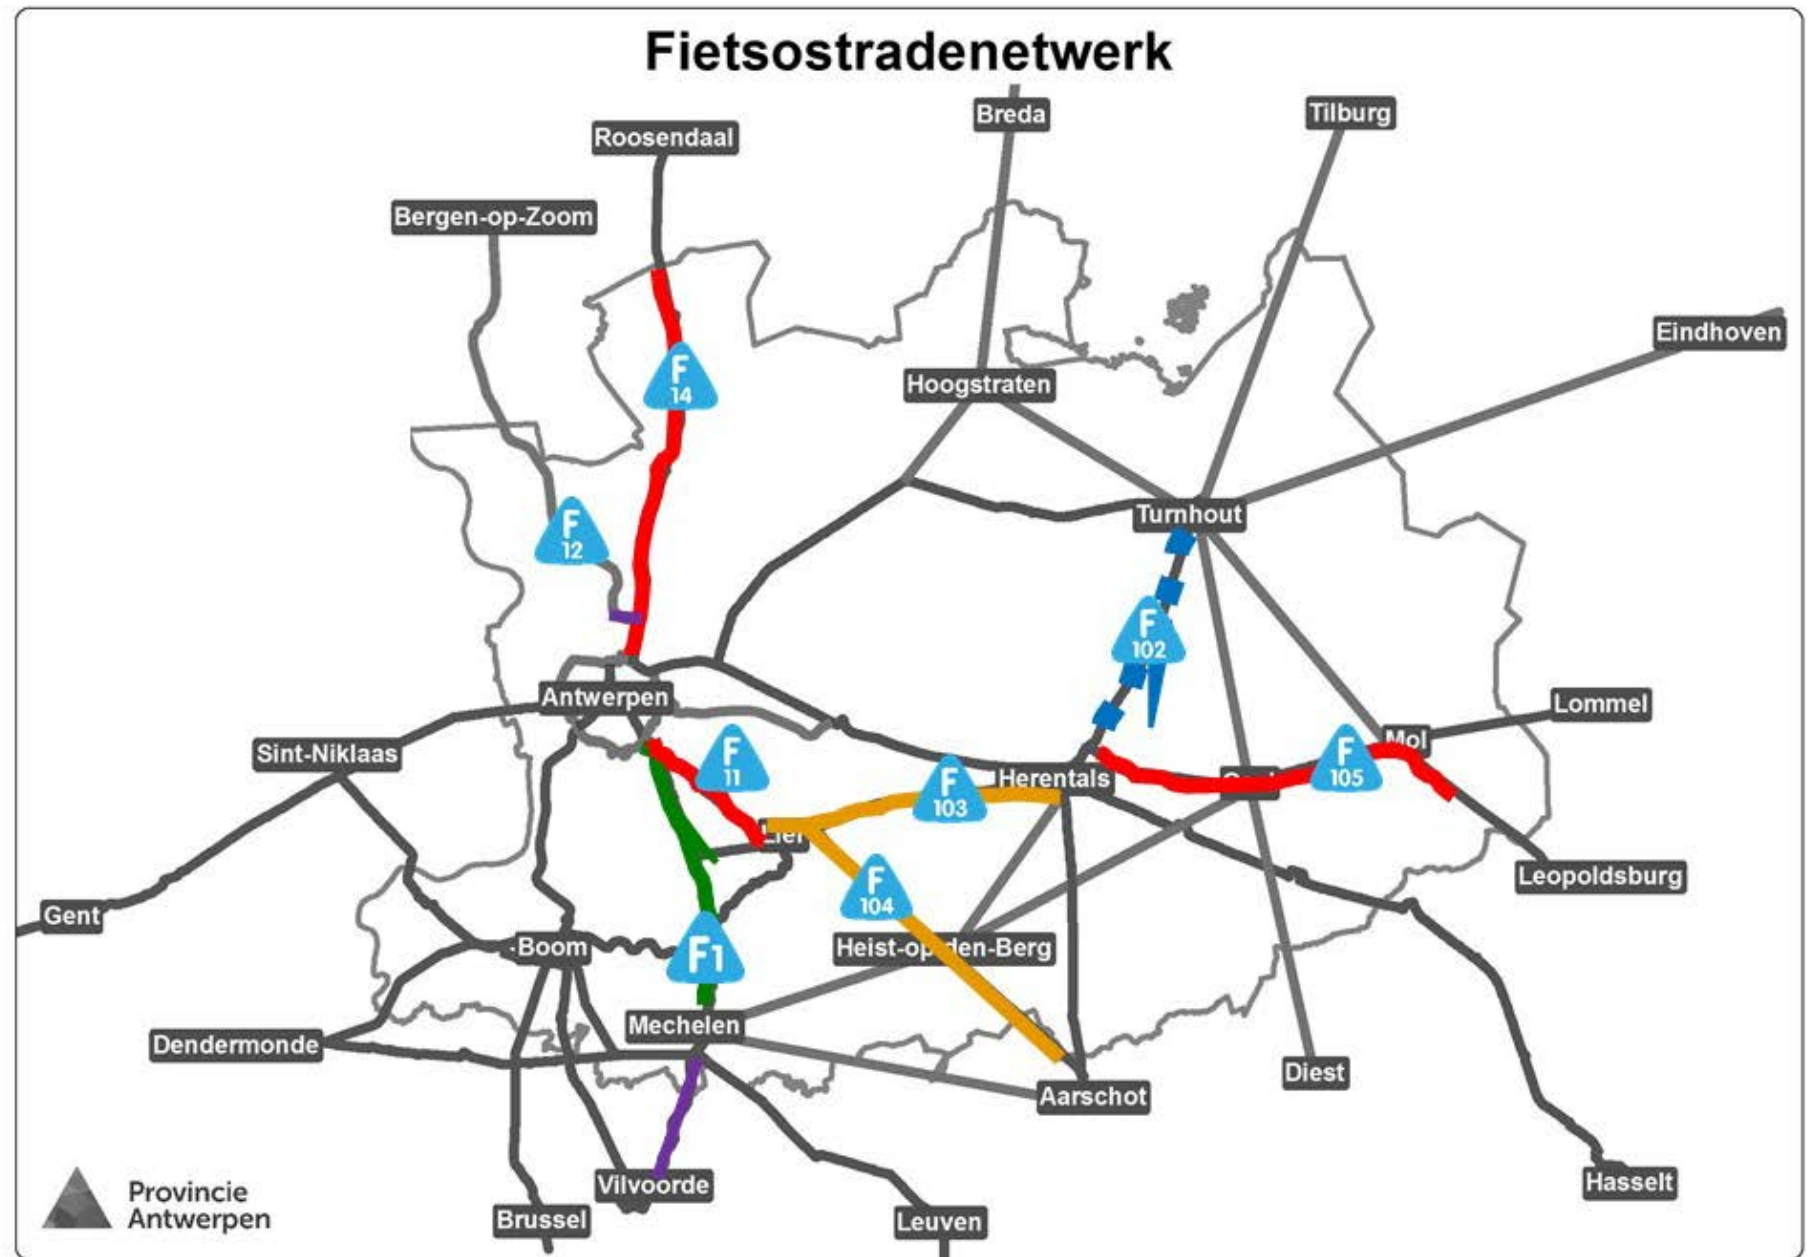 Fietsostradenetwerk
Breda
Tilburg
Roosendaal
Bergen-op-Zoom
Eindhoven
F
14
Hoogstraten
Turnhout
F
12
F
102
Antwerpen
Lommel
Sint-Niklaas
Mol
F
11
F
105
Herentals
F
103
Lier
Leopoldsburg
F
104
Gent
Boom
Heist-op-den-Berg
F1
Mechelen
Dendermonde
Diest
Aarschot
Vilvoorde
Hasselt
Provincie
Antwerpen
Brussel
Leuven